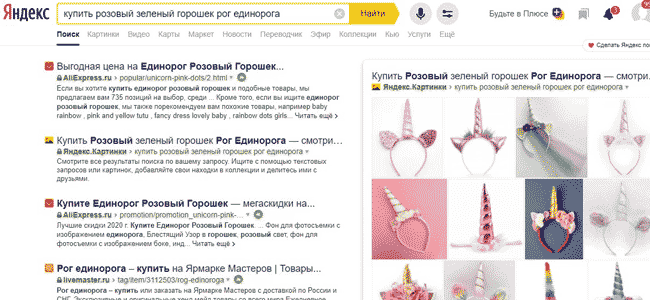 Яндекс
купить розовый зеленый горошек рог единорога
Найти
Будьте в Плюсе
Поиск Картинки Видео Карты Маркет Новости Переводчик Эфир Коллекции Кью Услуги Ещё
Сделать Яндекс по
Выгодная цена на Единорог Розовый Горошек...
AliExpress.ru › popular/unicorn-pink-dots/2.html
Если вы хотите купить единорог розовый горошек и подобные товары, мы
предлагаем вам 735 позиций на выбор, среди ... Кроме того, если вы ищите единорог
розовый горошек, мы также порекомендуем вам похожие товары, например baby
rainbow , pink and yellow tutu , fancy dress lovely baby , rainbow dots girls... Читать ещё ›
Купить Розовый зеленый горошек Рог Единорога — смотри...
Яндекс.Картинки › купить розовый зеленый горошек рог единорога
Смотрите все результаты поиска по вашему запросу. Ищите с помощью текстовых
запросов или картинок, добавляйте свои находки в коллекции и делитесь ими с
друзьями.
Купите Единорог Розовый Горошек — мегаскидки на...
AliExpress.ru › promotion/promotion_unicorn-pink-...
Лучшие скидки 2020 г. Купите Единорог Розовый Горошек. ... Фон для фотосъемки с
изображением единорога, Блестящий Узор в горошек, розовый свет, фон для
фотосъемки с изображением боке, инд... Читать ещё ›
Рог единорога – купить на Ярмарке Мастеров | Товары...
livemaster.ru › tag/item/3112503/rog-edinoroga
Рог единорога – купить или заказать на Ярмарке Мастеров с доставкой по России и
Купить Розовый зеленый горошек Рог Единорога — смотри...
Яндекс.Картинки › купить розовый зеленый горошек рог единорога